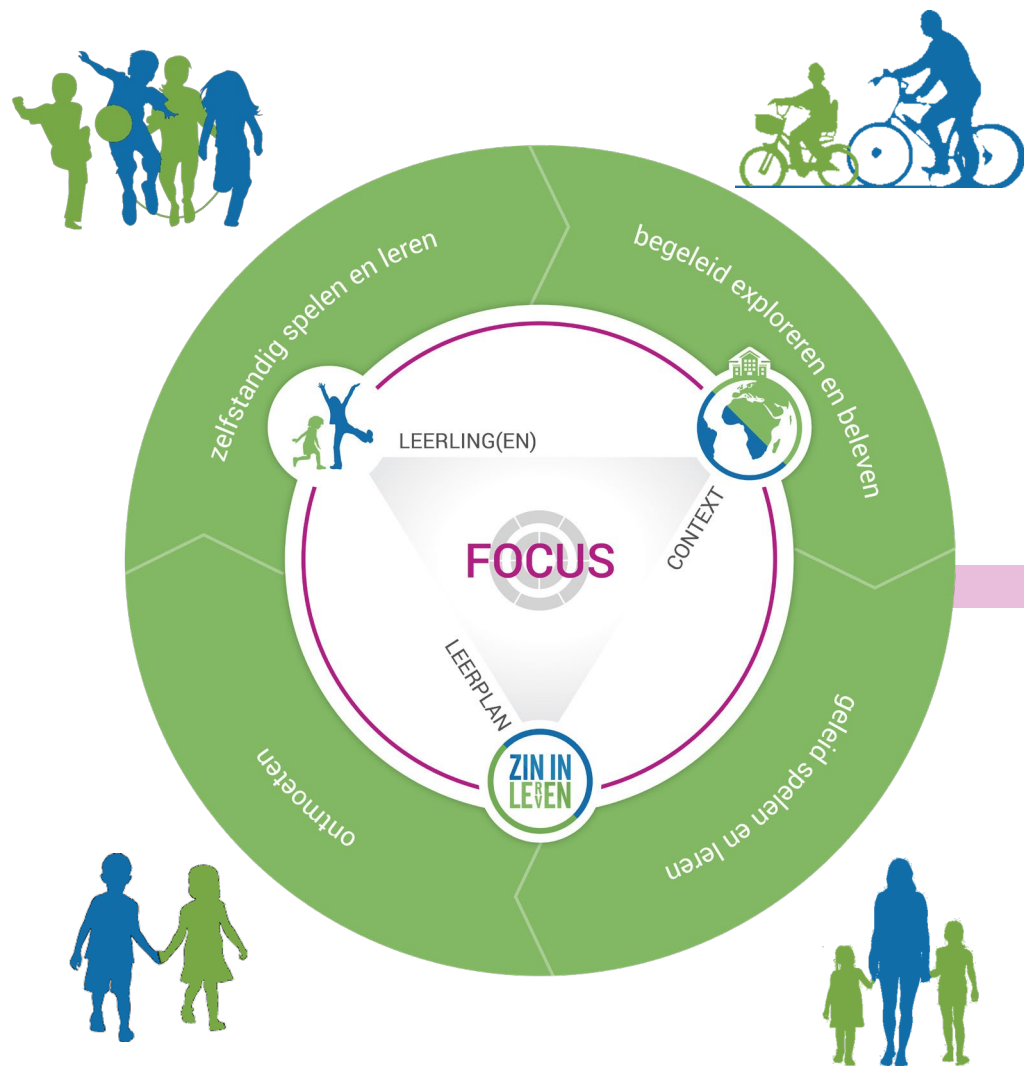 zelfstandig spelen en leren
begeleid exploreren en beleven
LEERLING(EN)
CONTEXT
FOCUS
LEERPLAN
ZIN IN
LERVEN
geleid spelen en leren
ontmoeten